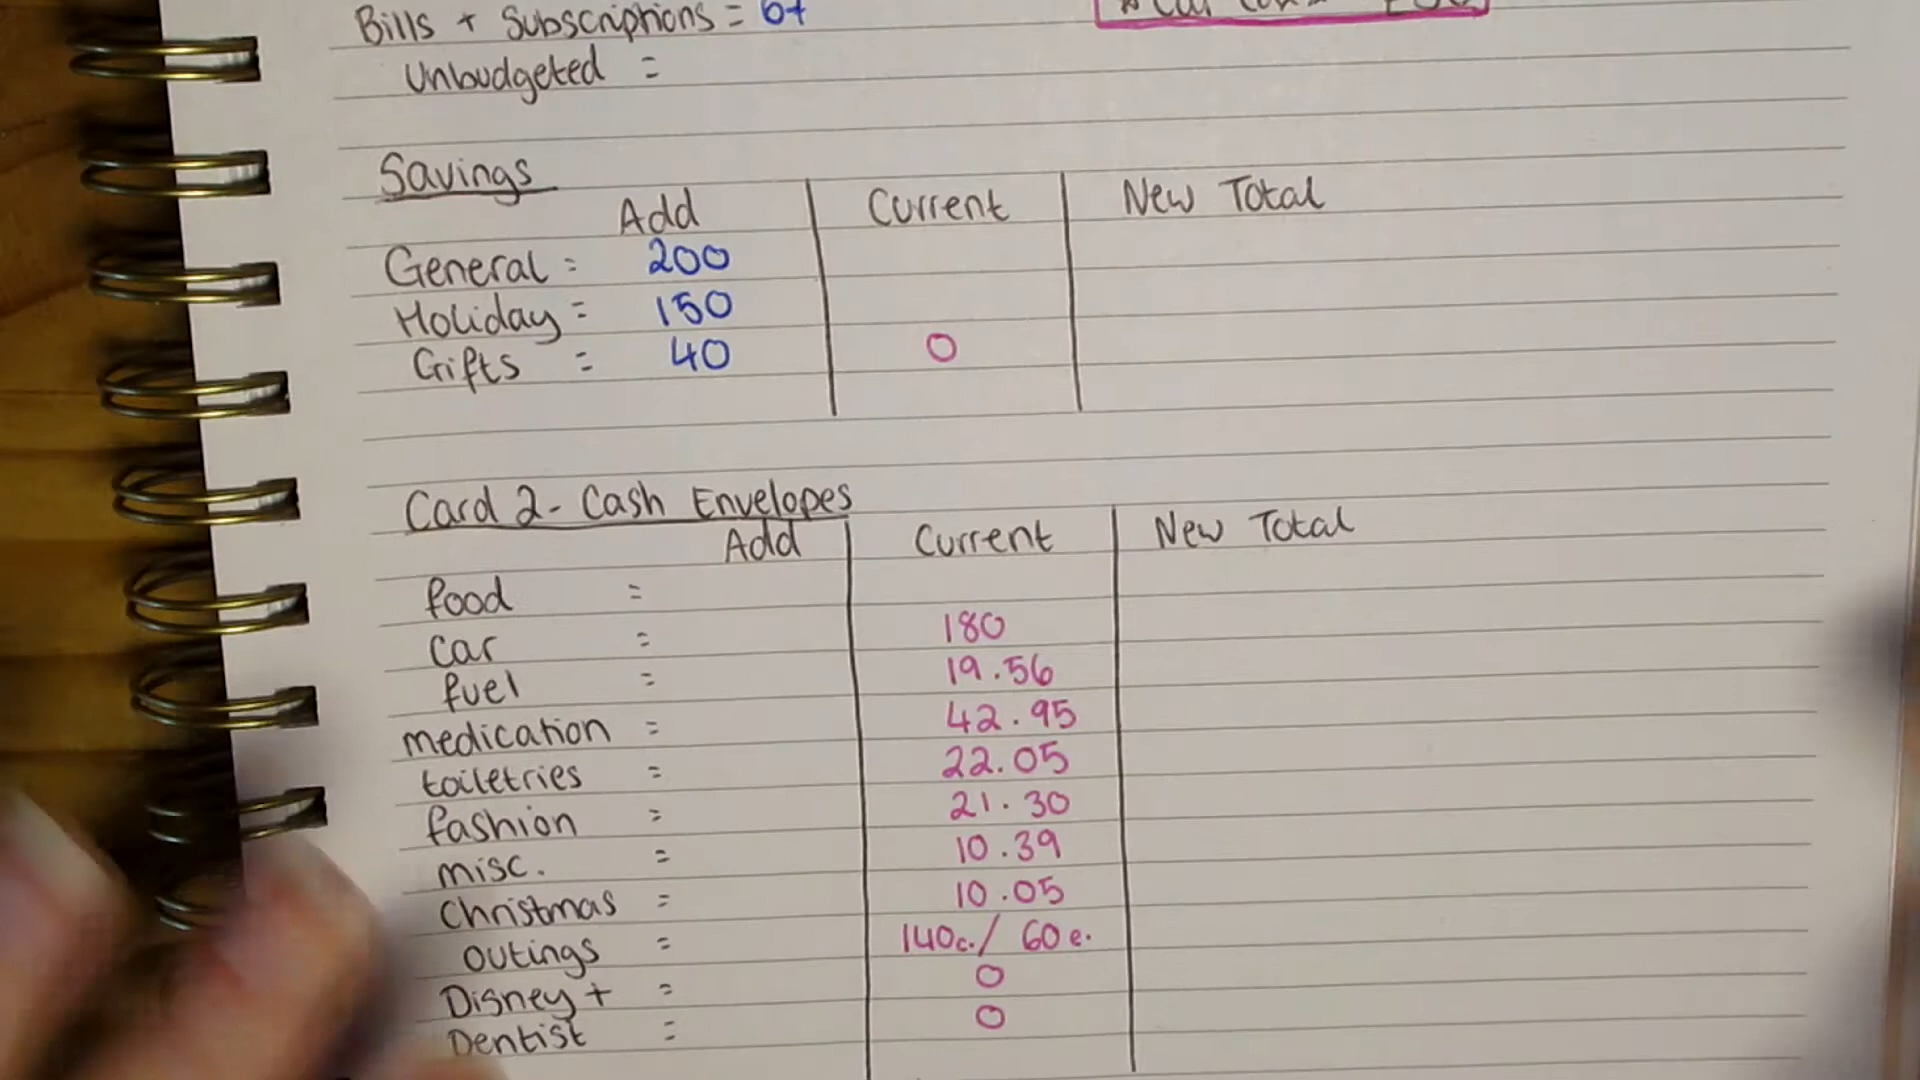 Bills + Subscriptions =
Unbudgeted =
Savings
Add Current New Total
General = 200
Holiday = 150
Gifts = 40 0
Card 2 - Cash Envelopes
Add Current New Total
food =
car = 180
fuel = 19.56
medication = 42.95
toiletries = 22.05
fashion = 21.30
misc. = 10.39
Christmas = 10.05
outings = 140c./ 60e.
Disney + = 0
Dentist = 0